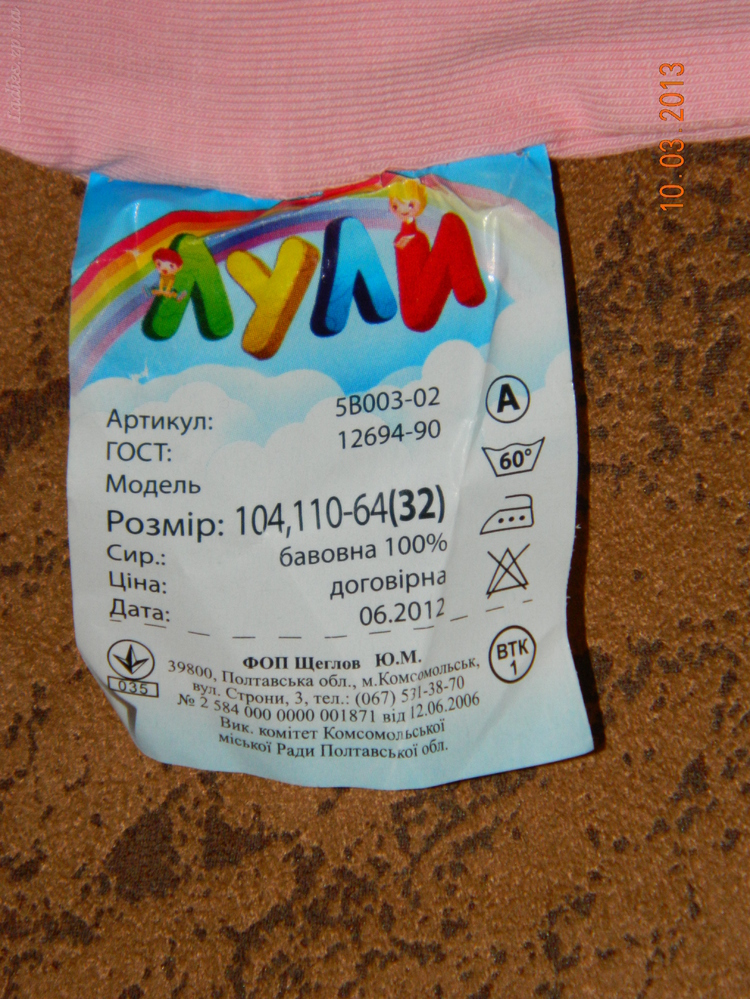 Ladies.zp.ua
10.03.2013
ЛУЛИ
Артикул: 5В003-02
А
ГОСТ: 12694-90
60°
Модель
Розмір: 104,110-64(32)
Сир.: бавовна 100%
Ціна: договірна
Дата: 06.2012
035
ВТК
1
ФОП Щеглов Ю.М.
39800, Полтавська обл., м.Комсомольськ,
вул. Строни, 3, тел.: (067) 531-38-70
№ 2 584 000 0000 001871 від 12.06.2006
Вик. комітет Комсомольської
міської Ради Полтавської обл.